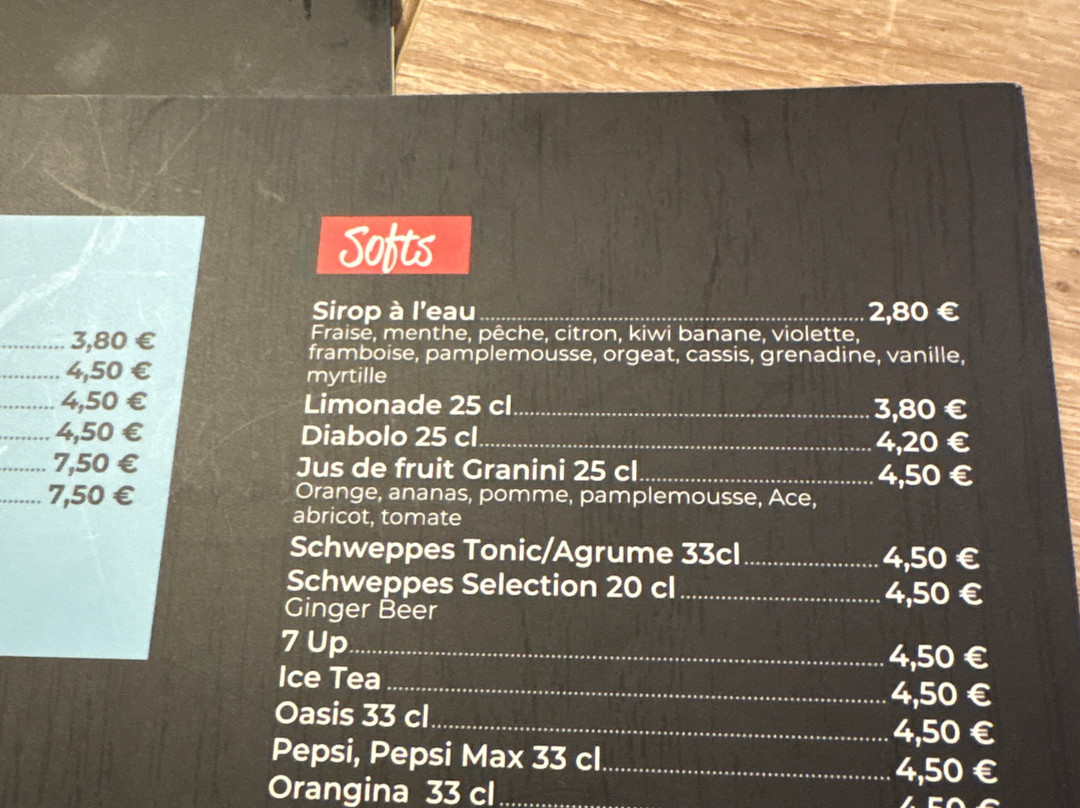 3,80 €
4,50 €
4,50 €
4,50 €
7,50 €
7,50 €
Softs
Sirop à l'eau 2,80 €
Fraise, menthe, pêche, citron, kiwi banane, violette,
framboise, pamplemousse, orgeat, cassis, grenadine, vanille,
myrtille
Limonade 25 cl 3,80 €
Diabolo 25 cl 4,20 €
Jus de fruit Granini 25 cl 4,50 €
Orange, ananas, pomme, pamplemousse, Ace,
abricot, tomate
Schweppes Tonic/Agrume 33cl 4,50 €
Schweppes Selection 20 cl 4,50 €
Ginger Beer
7 Up 4,50 €
Ice Tea 4,50 €
Oasis 33 cl 4,50 €
Pepsi, Pepsi Max 33 cl 4,50 €
Orangina 33 cl 4,50 €